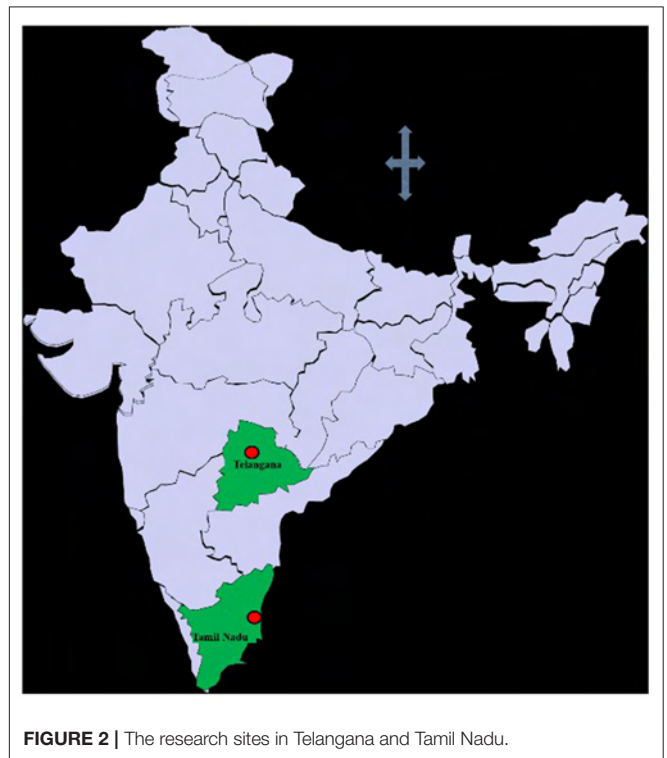 Telangana
Tamil Nadu
FIGURE 2 | The research sites in Telangana and Tamil Nadu.